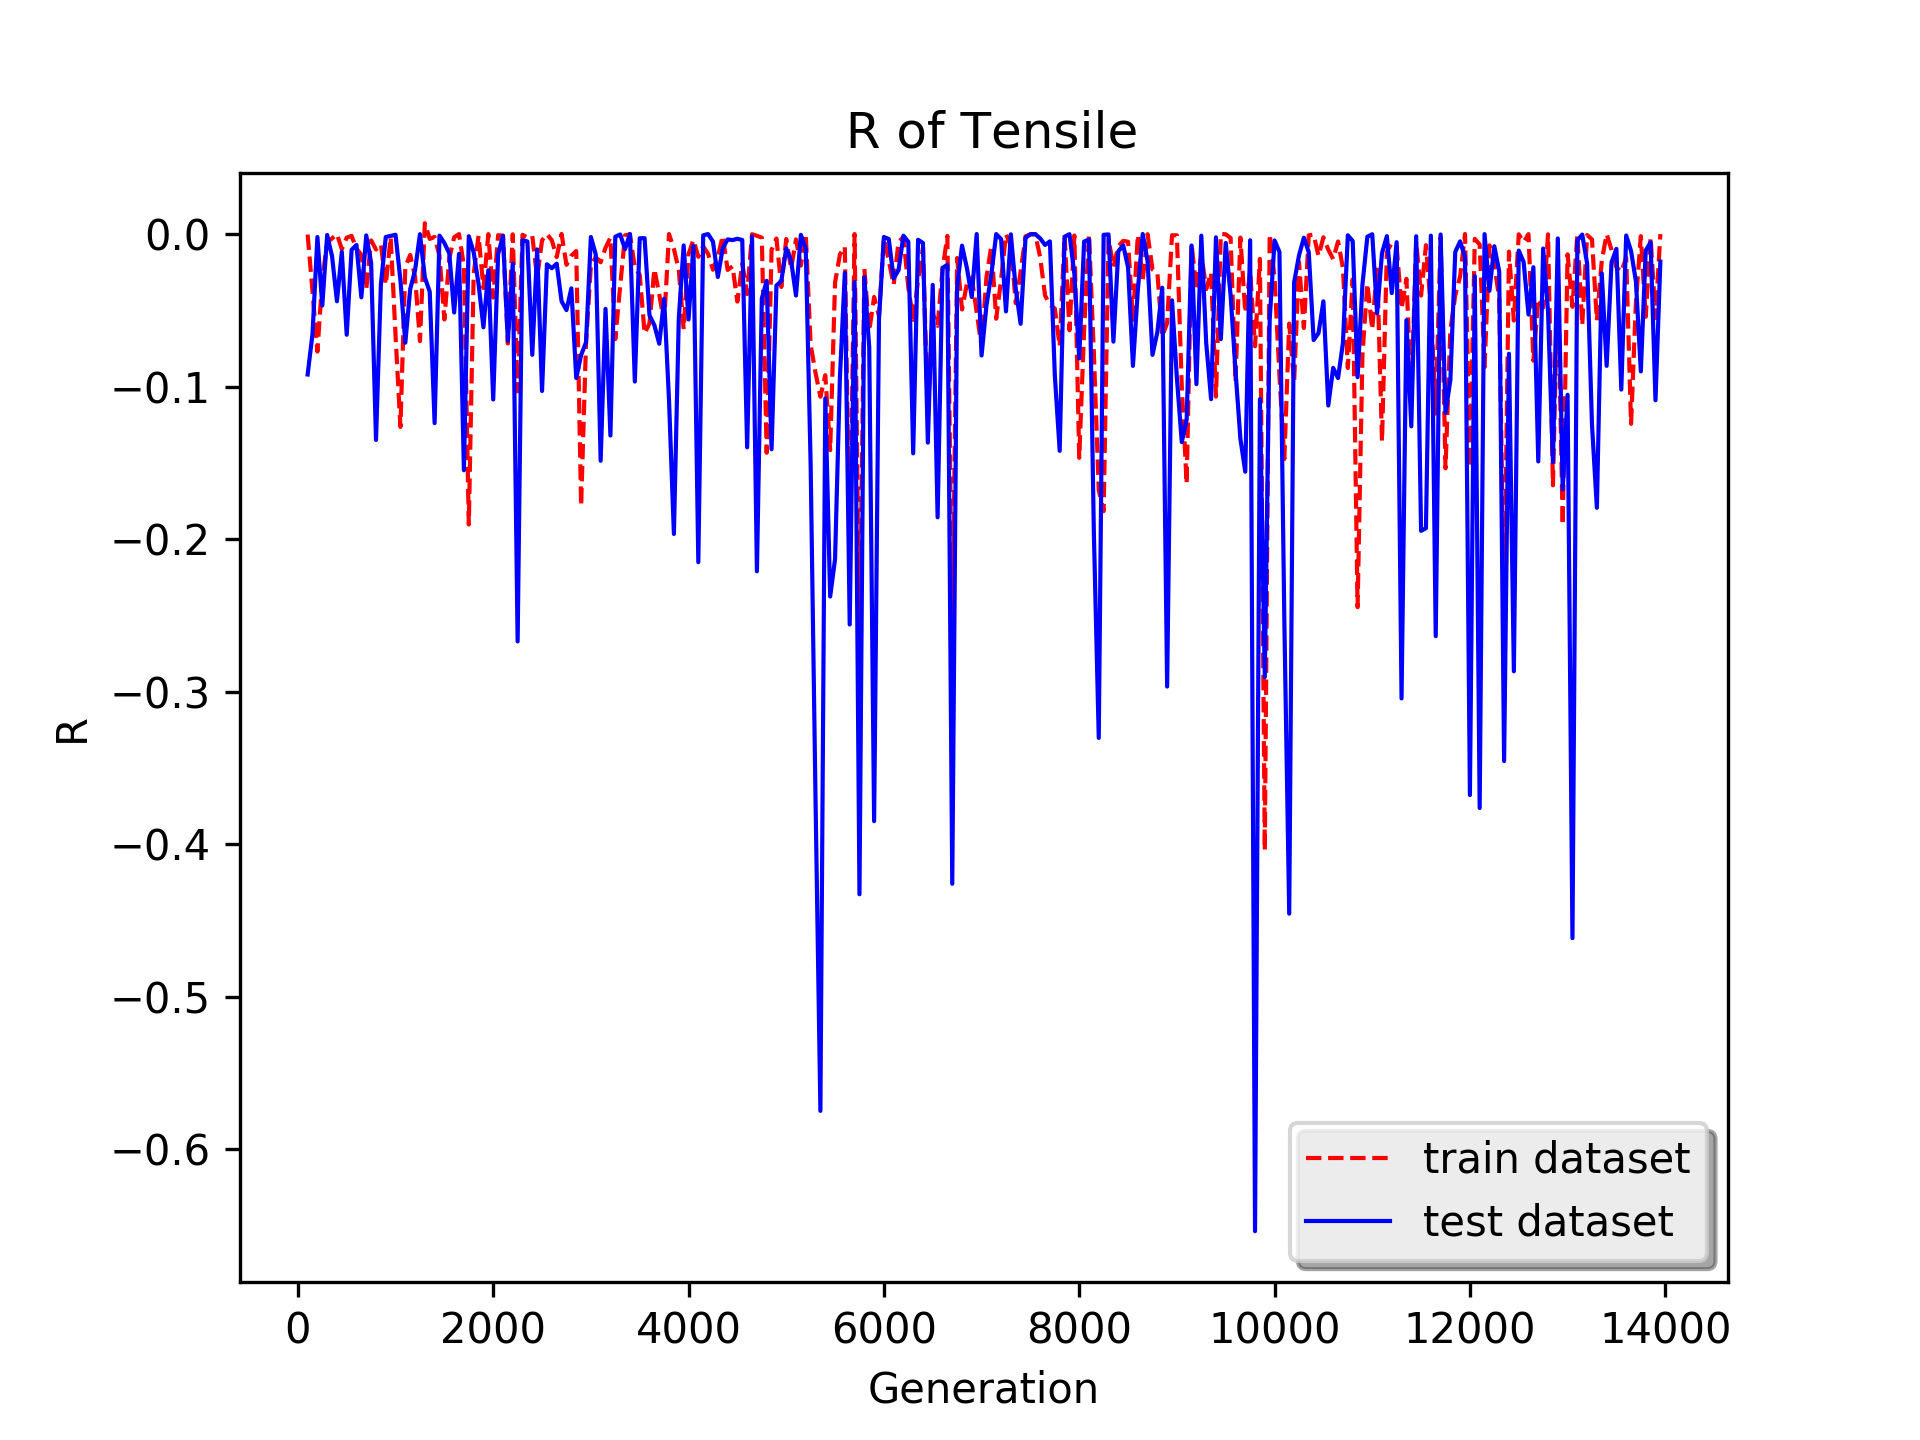 R of Tensile
R
0.0
−0.1
−0.2
−0.3
−0.4
−0.5
−0.6
0 2000 4000 6000 8000 10000 12000 14000
Generation
train dataset
test dataset